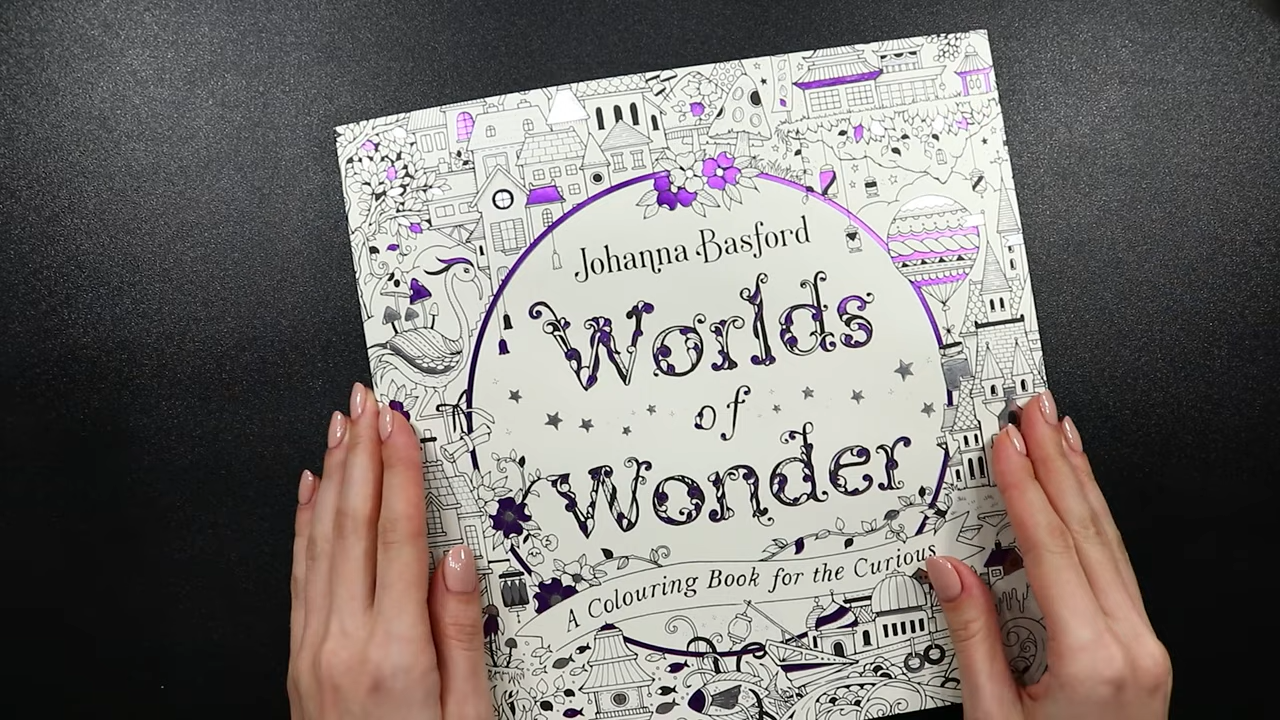 Johanna Basford
Worlds
of
Wonder
A Colouring Book for the Curious